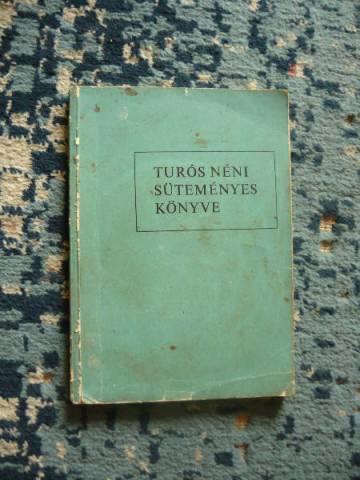 TURÓS NÉNI
SÜTEMÉNYES
KÖNYVE